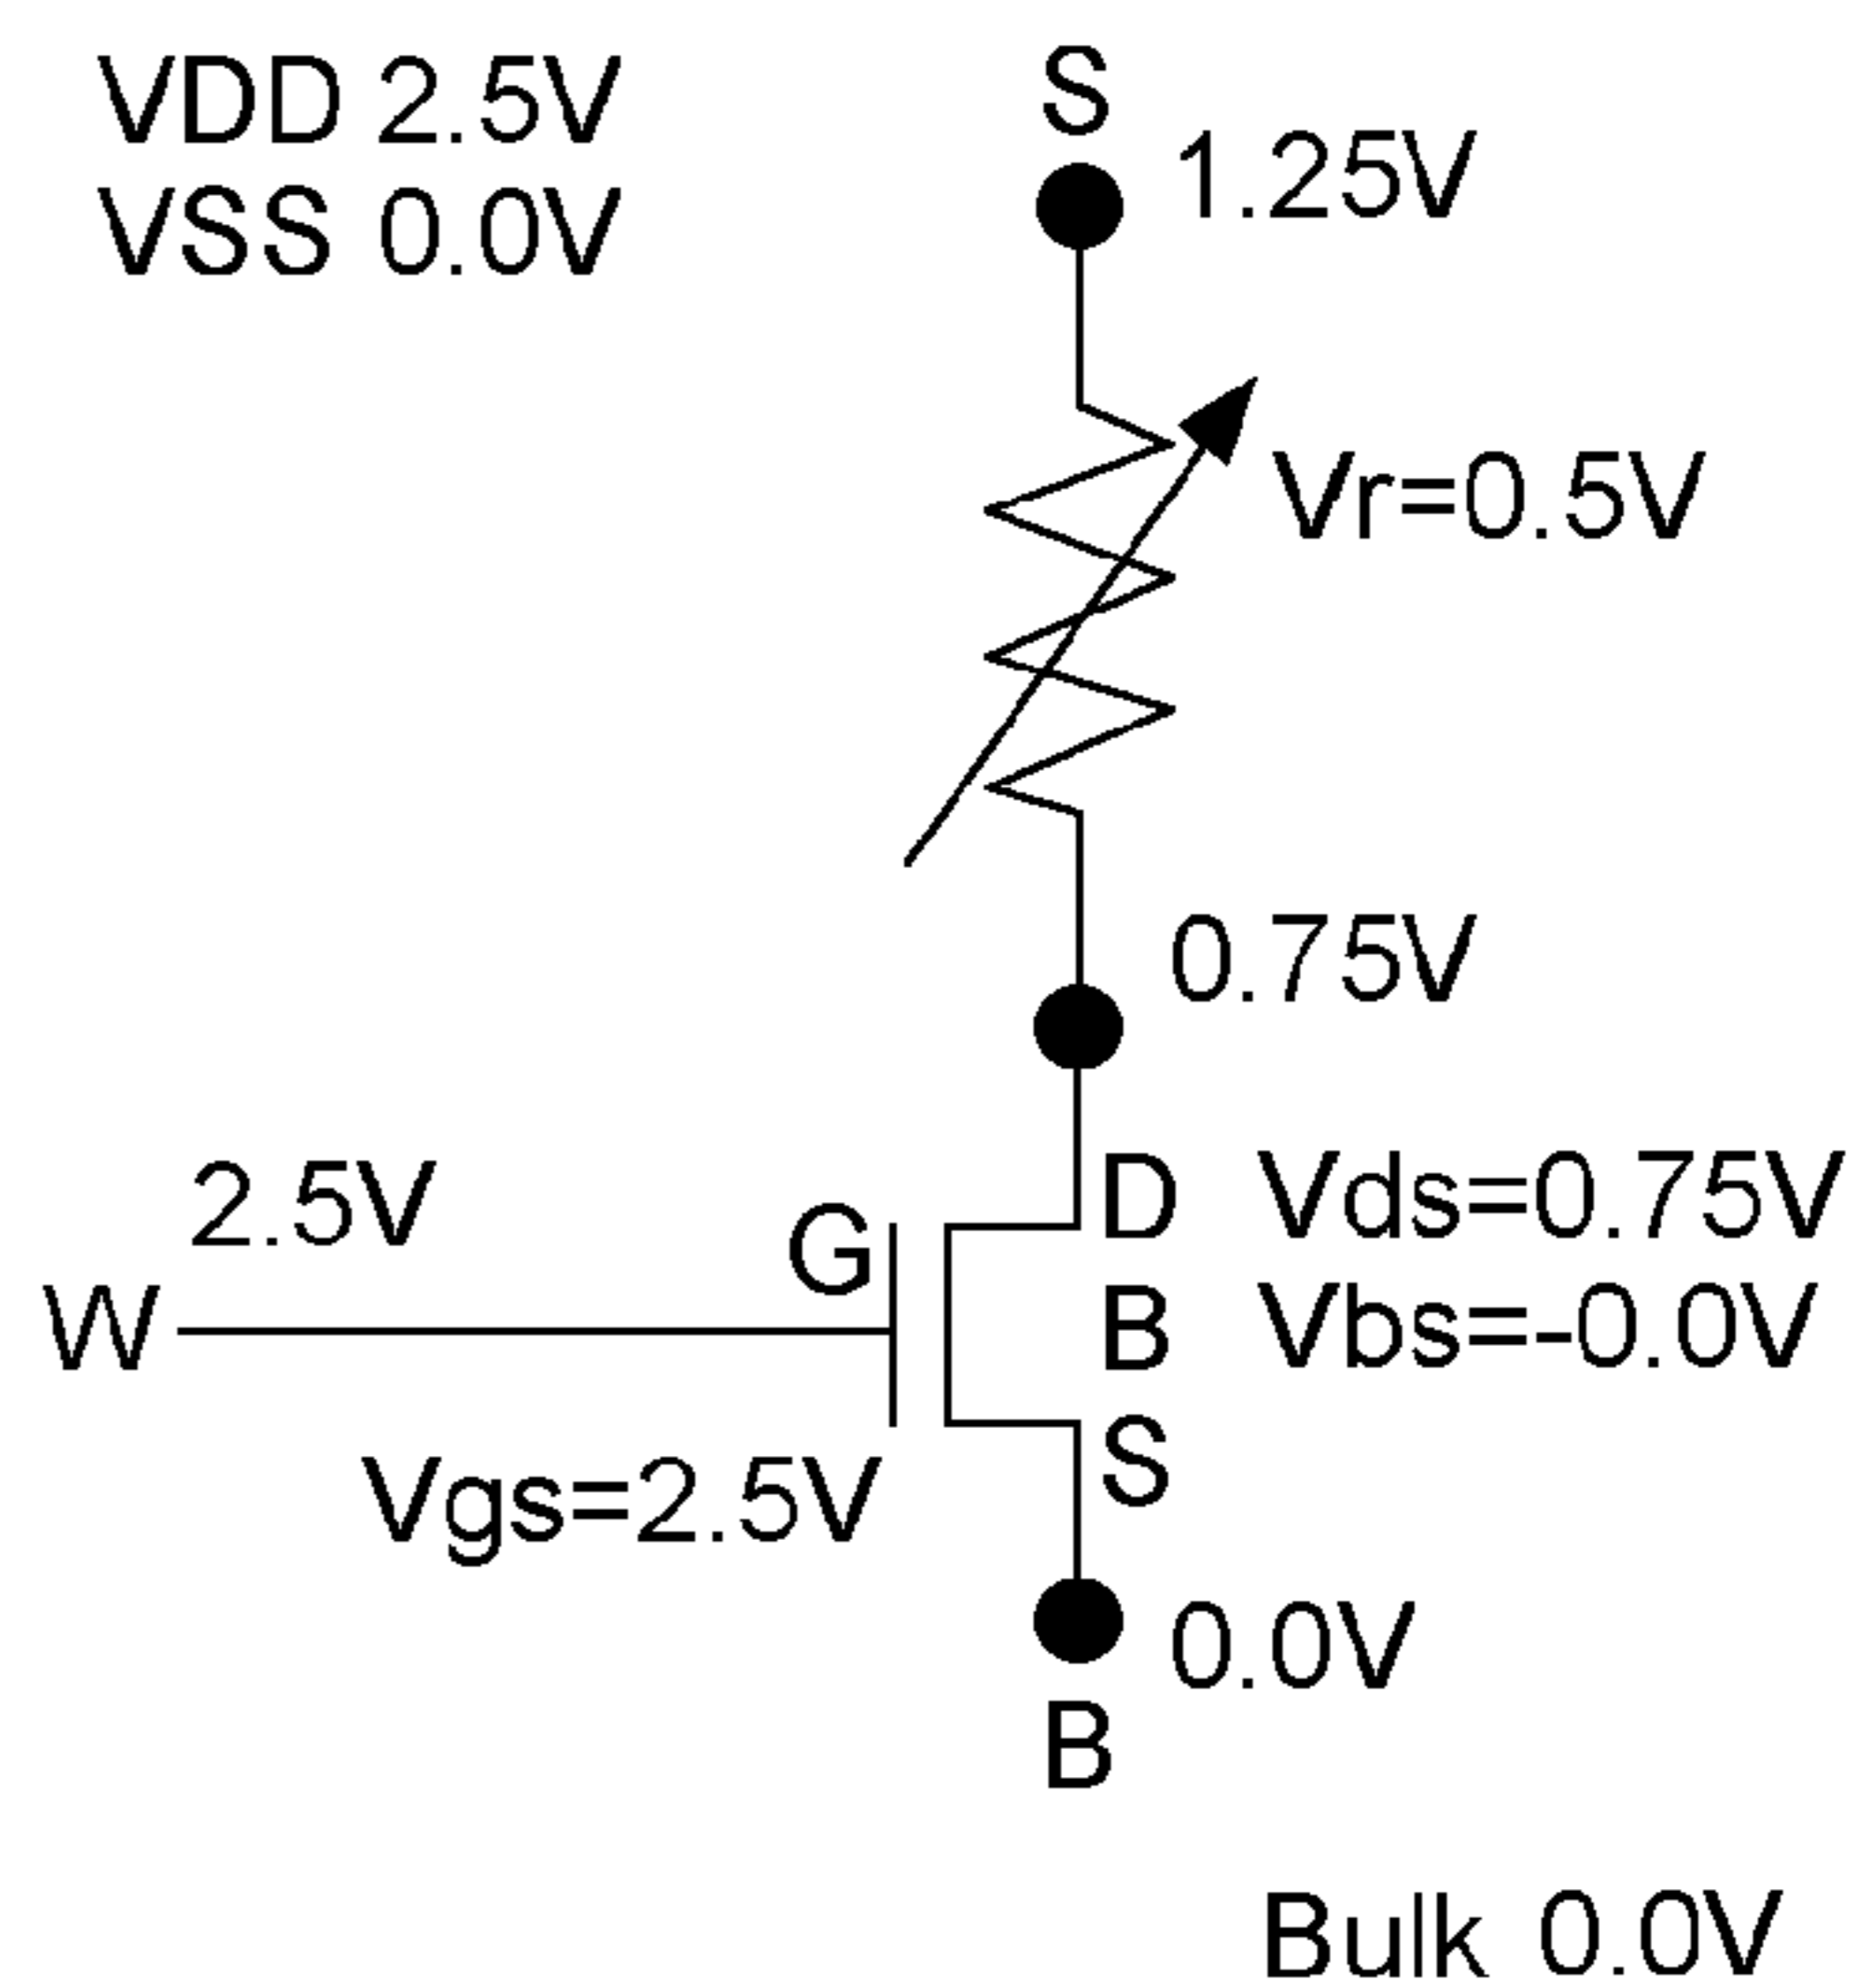 VDD 2.5V
VSS 0.0V
S
1.25V
Vr=0.5V
0.75V
2.5V
W
G
D
Vds=0.75V
B
Vbs=-0.0V
S
Vgs=2.5V
0.0V
B
Bulk 0.0V